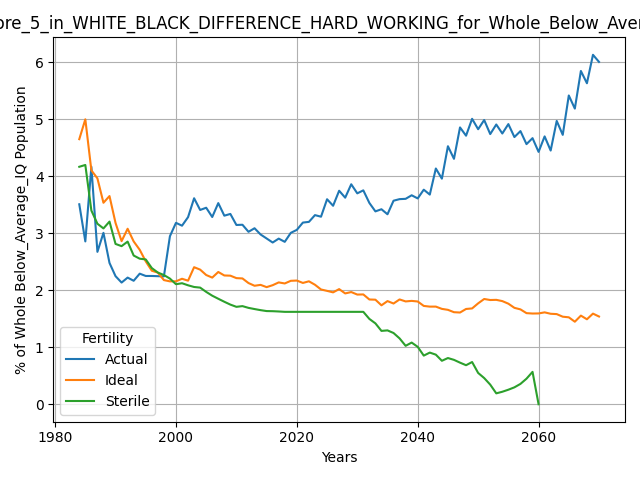 ore_5_in_WHITE_BLACK_DIFFERENCE_HARD_WORKING_for_Whole_Below_Aver
% of Whole Below_Average_IQ Population
6
5
4
3
2
1
0
Fertility
Actual
Ideal
Sterile
1980 2000 2020 2040 2060
Years